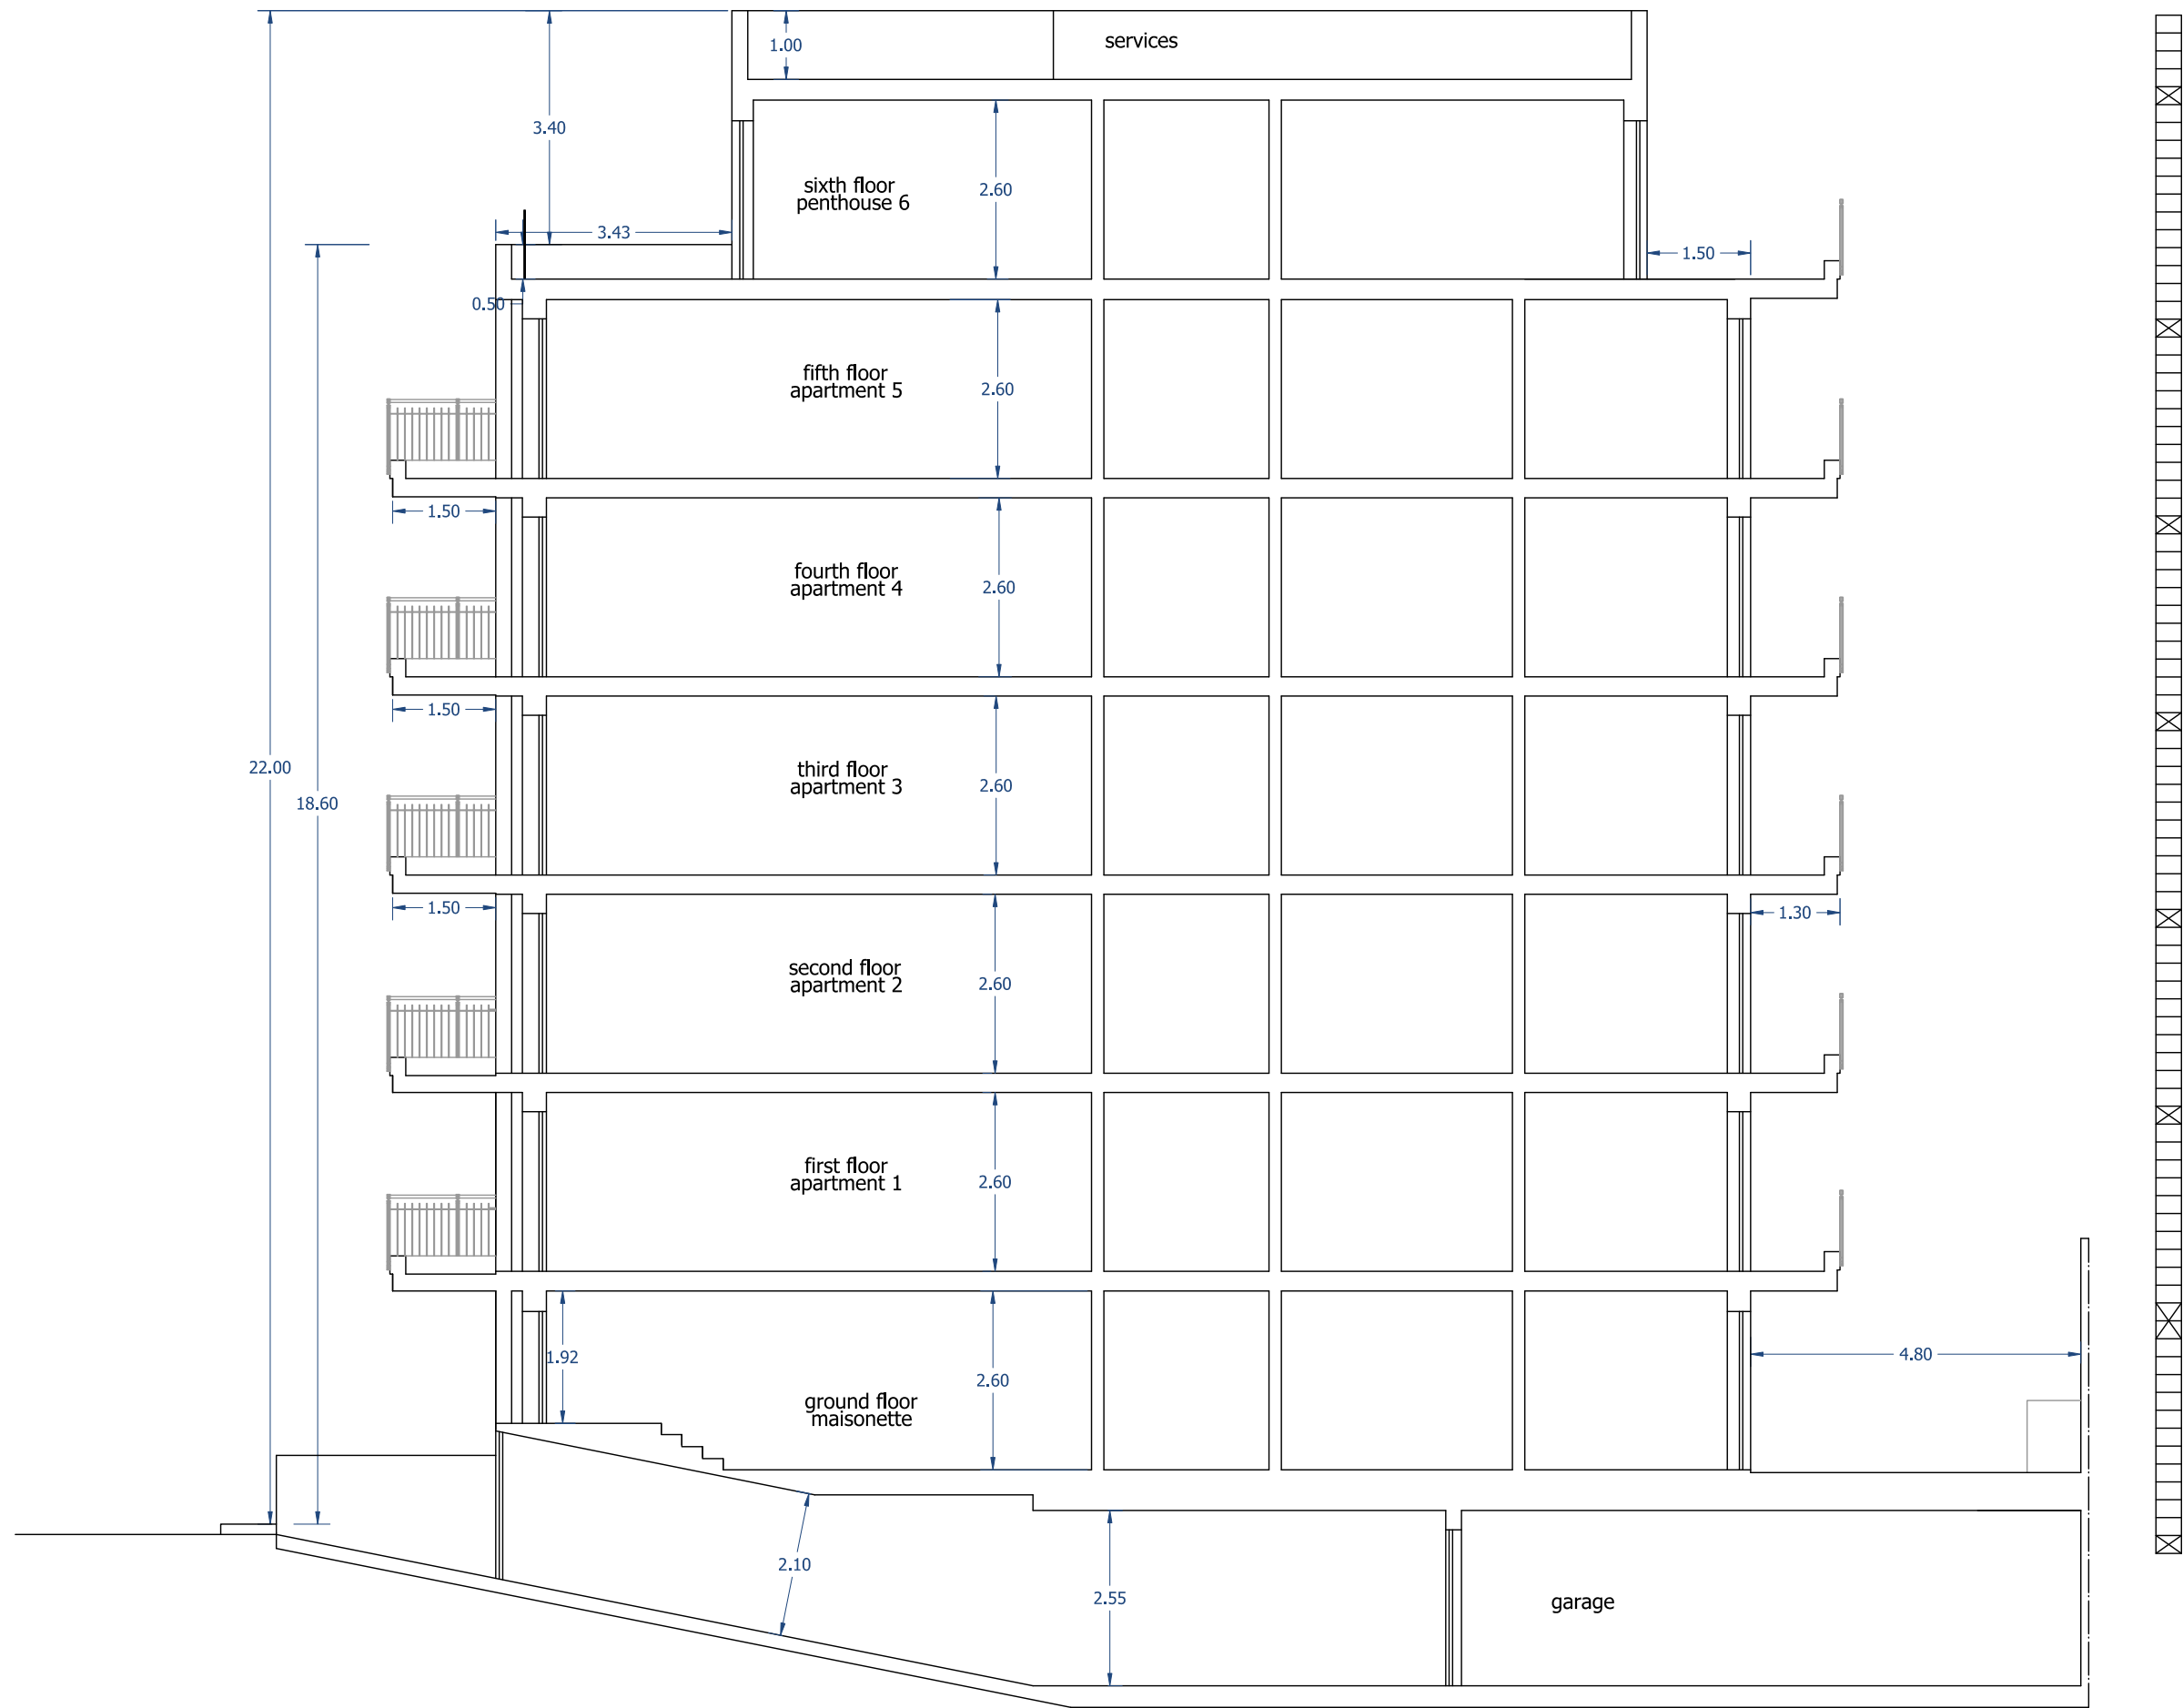 services
1.00
3.40
sixth floor
penthouse 6
2.60
3.43
1.50
0.50
fifth floor
apartment 5
2.60
1.50
fourth floor
apartment 4
2.60
1.50
22.00
18.60
third floor
apartment 3
2.60
1.50
1.30
second floor
apartment 2
2.60
first floor
apartment 1
2.60
1.92
4.80
2.60
ground floor
maisonette
2.10
2.55
garage